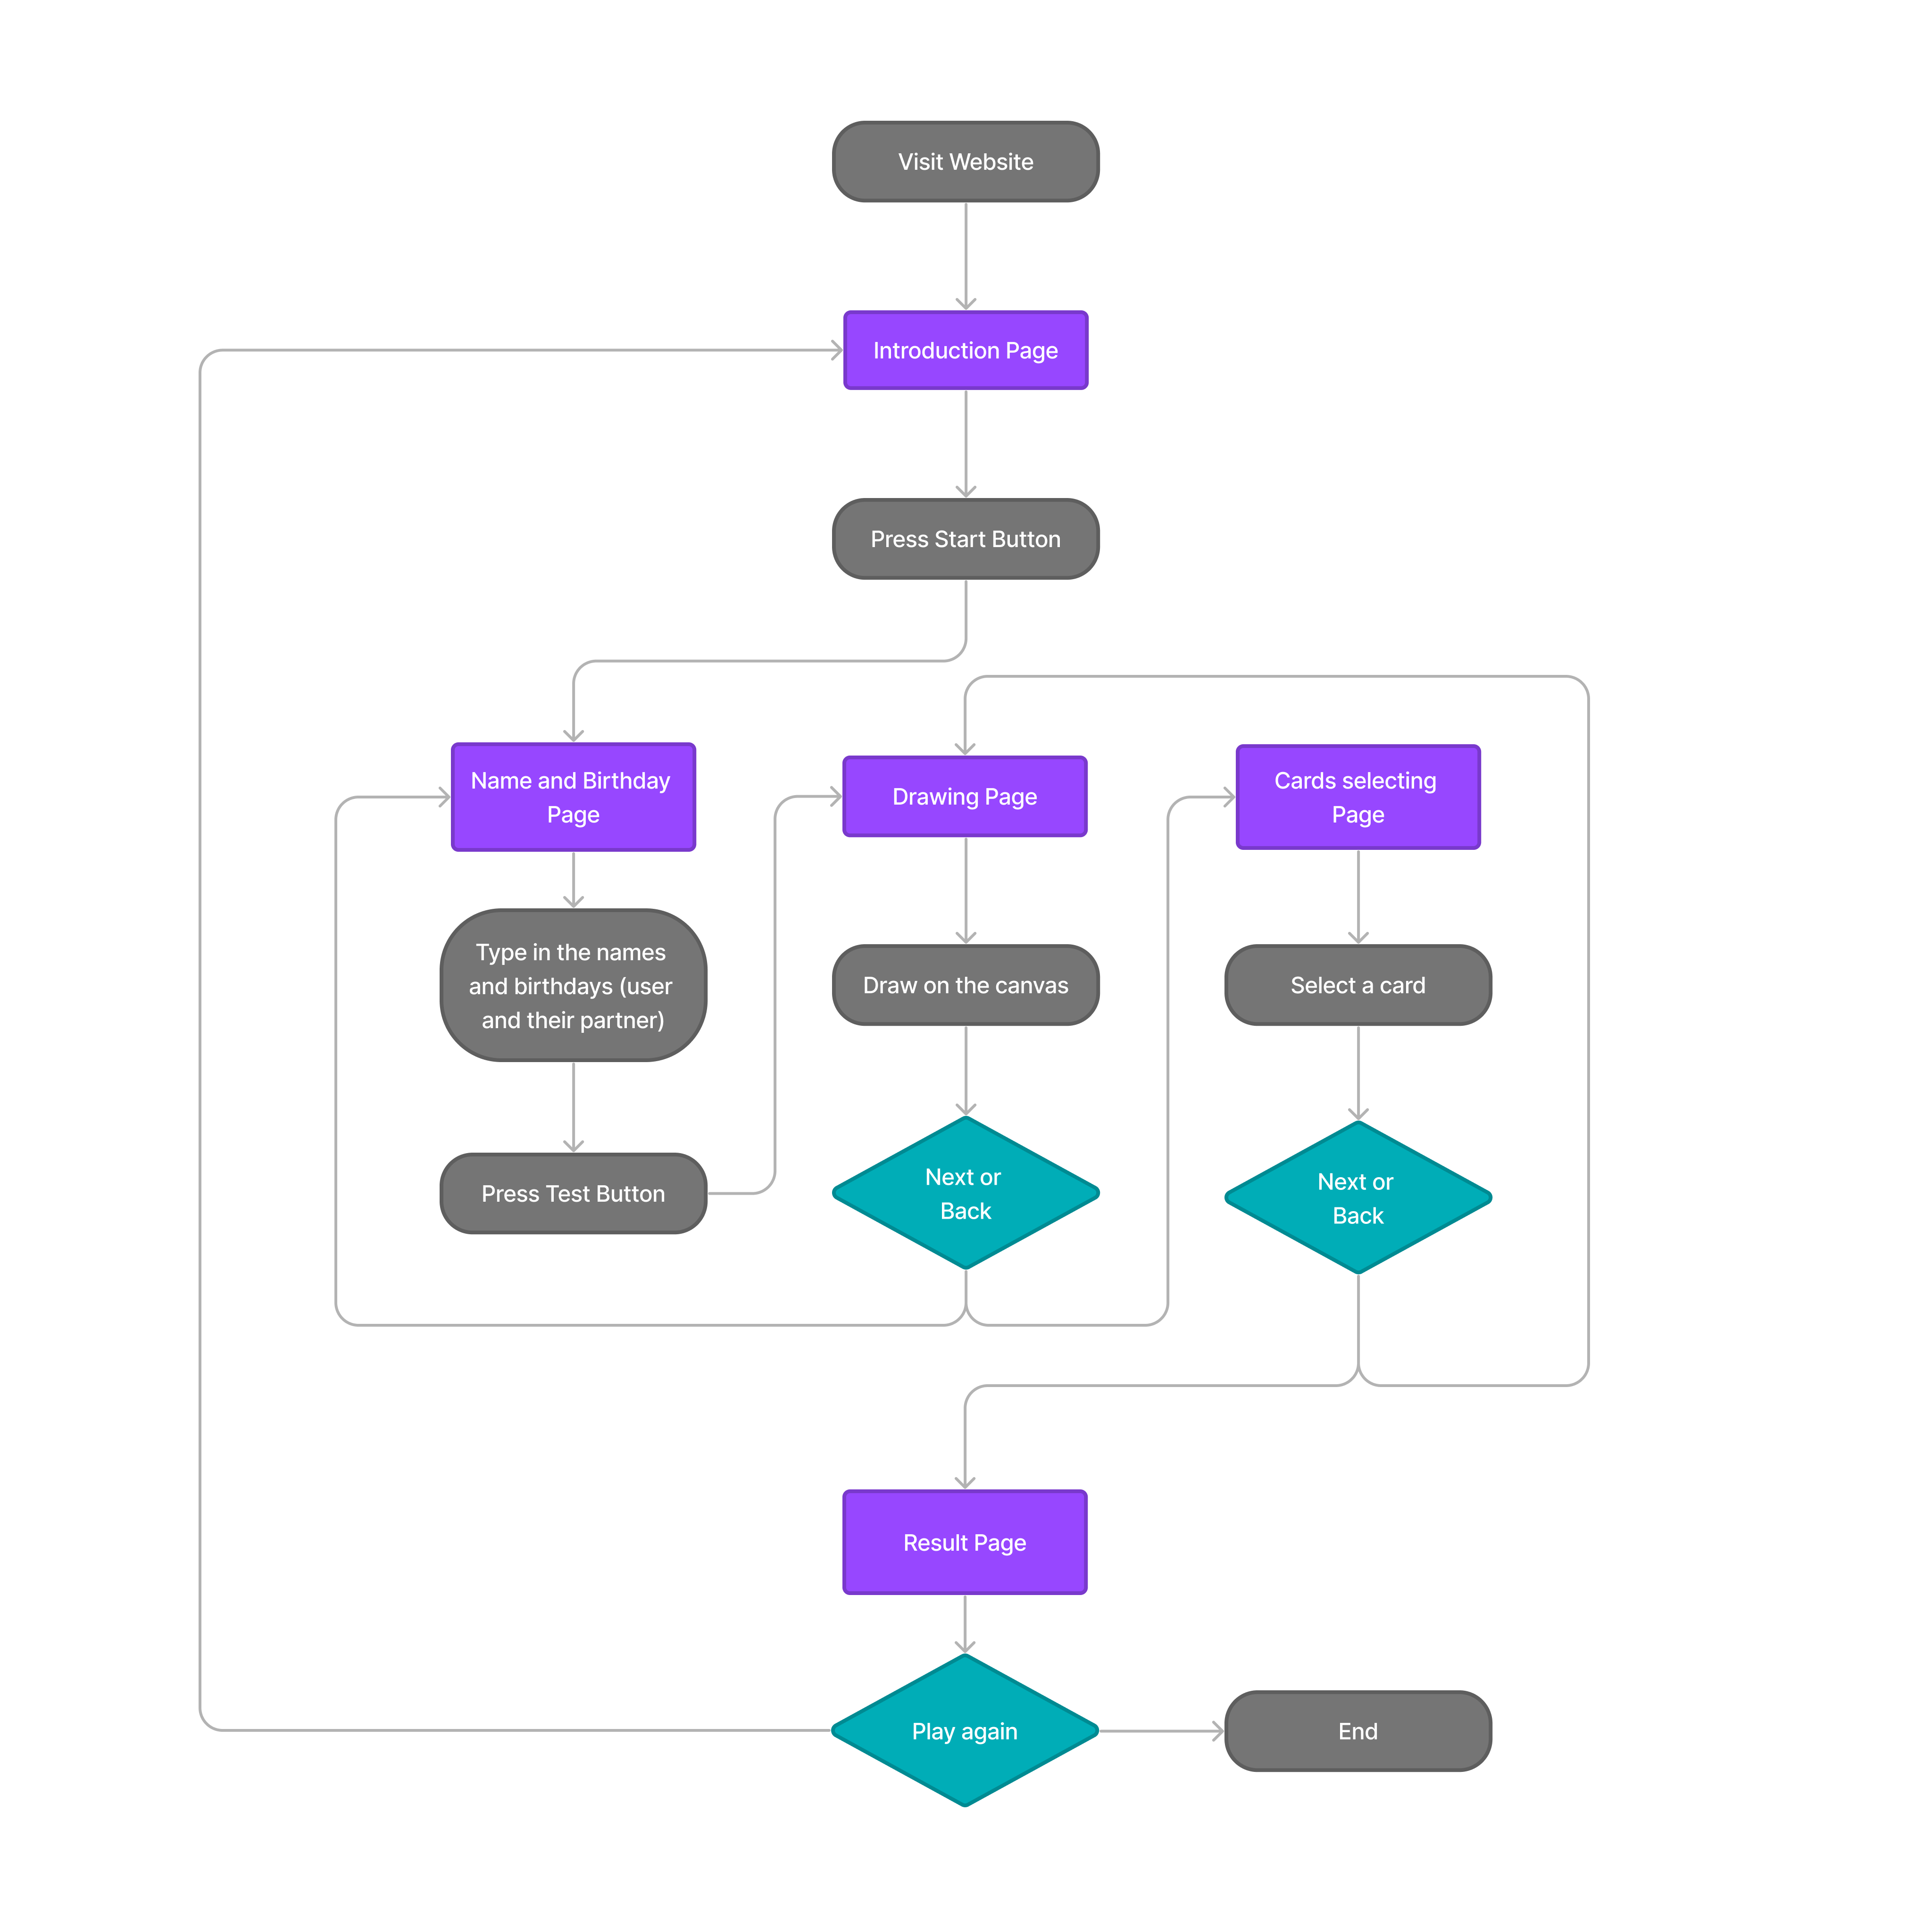 Visit Website
Introduction Page
Press Start Button
Name and Birthday
Page
Type in the names
and birthdays (user
and their partner)
Press Test Button
Drawing Page
Draw on the canvas
Next or
Back
Cards selecting
Page
Select a card
Next or
Back
Result Page
Play again
End